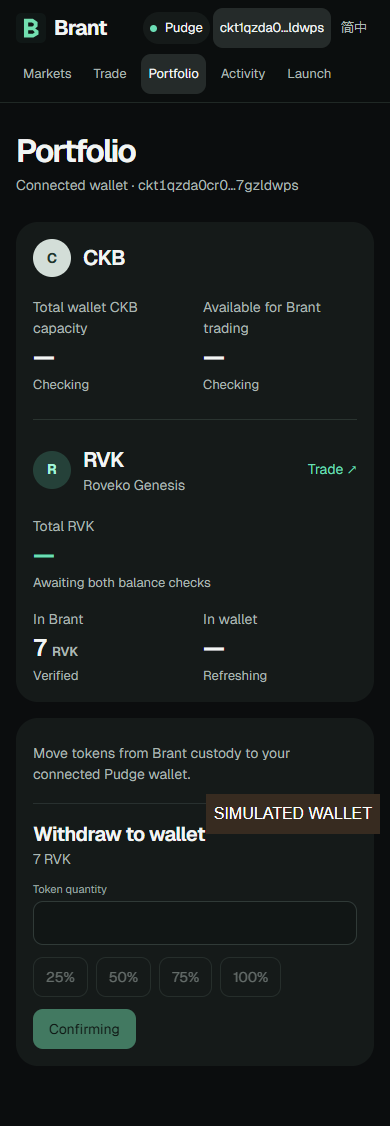 Brant
Pudge
ckt1qzda0...ldwps
简中
Markets
Trade
Portfolio
Activity
Launch
Portfolio
Connected wallet · ckt1qzda0cr0...7gzldwps
C
CKB
Total wallet CKB capacity
Available for Brant trading
—
—
Checking
Checking
R
RVK
Roveko Genesis
Trade ↗
Total RVK
—
Awaiting both balance checks
In Brant
In wallet
7 RVK
—
Verified
Refreshing
Move tokens from Brant custody to your
connected Pudge wallet.
SIMULATED WALLET
Withdraw to wallet
7 RVK
Token quantity
25%
50%
75%
100%
Confirming